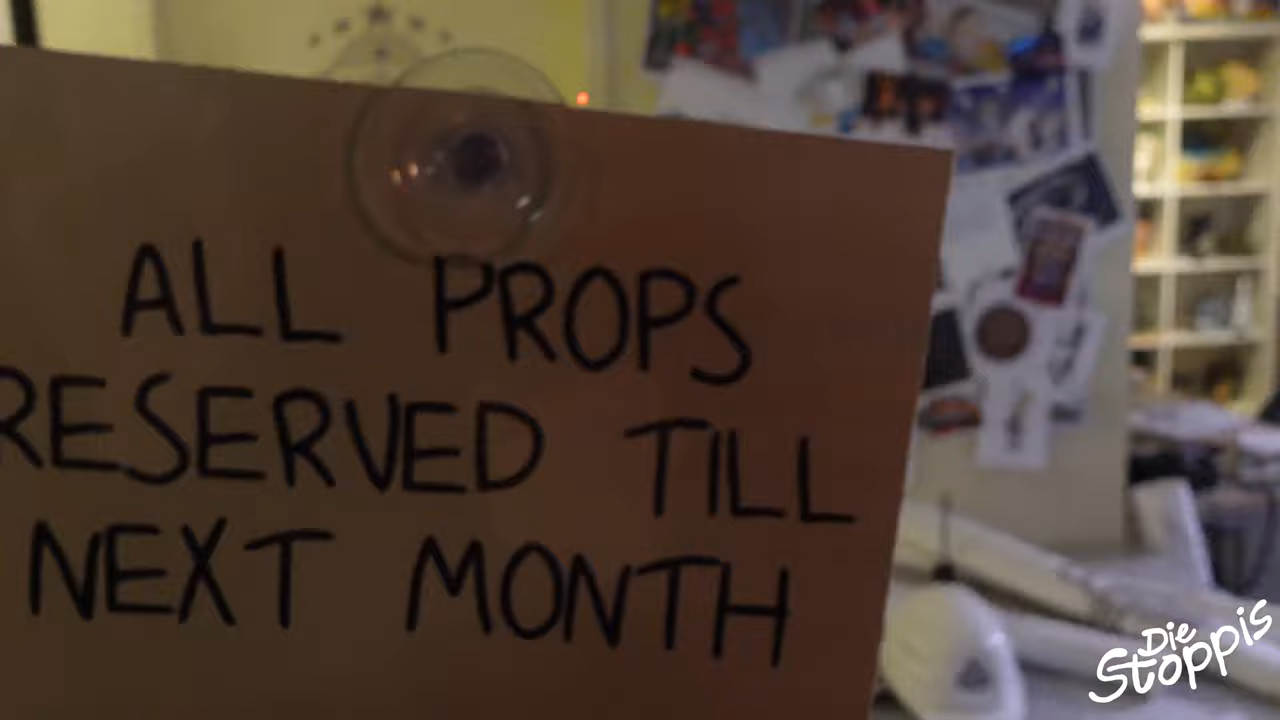 ALL PROPS
RESERVED TILL
NEXT MONTH
Die
Stoppis